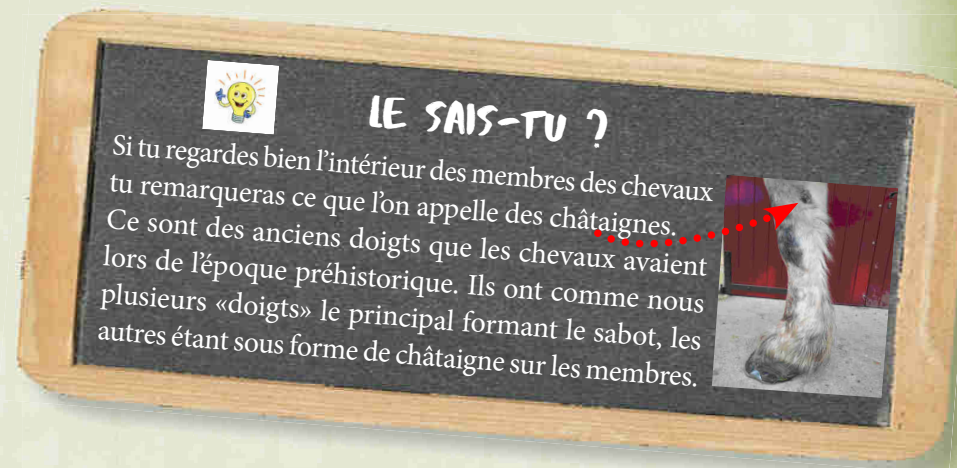 LE SAIS-TU ?
Si tu regardes bien l'intérieur des membres des chevaux
tu remarqueras ce que l'on appelle des châtaignes.
Ce sont des anciens doigts que les chevaux avaient
lors de l'époque préhistorique. Ils ont comme nous
plusieurs «doigts» le principal formant le sabot, les
autres étant sous forme de châtaigne sur les membres.